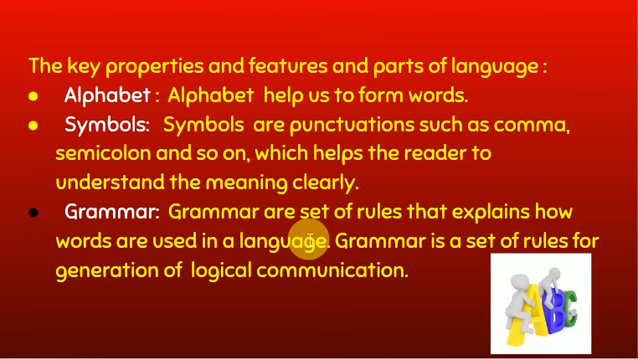 The key properties and features and parts of language :
● Alphabet : Alphabet help us to form words.
● Symbols: Symbols are punctuations such as comma,
semicolon and so on, which helps the reader to
understand the meaning clearly.
● Grammar: Grammar are set of rules that explains how
words are used in a language. Grammar is a set of rules for
generation of logical communication.
ABC